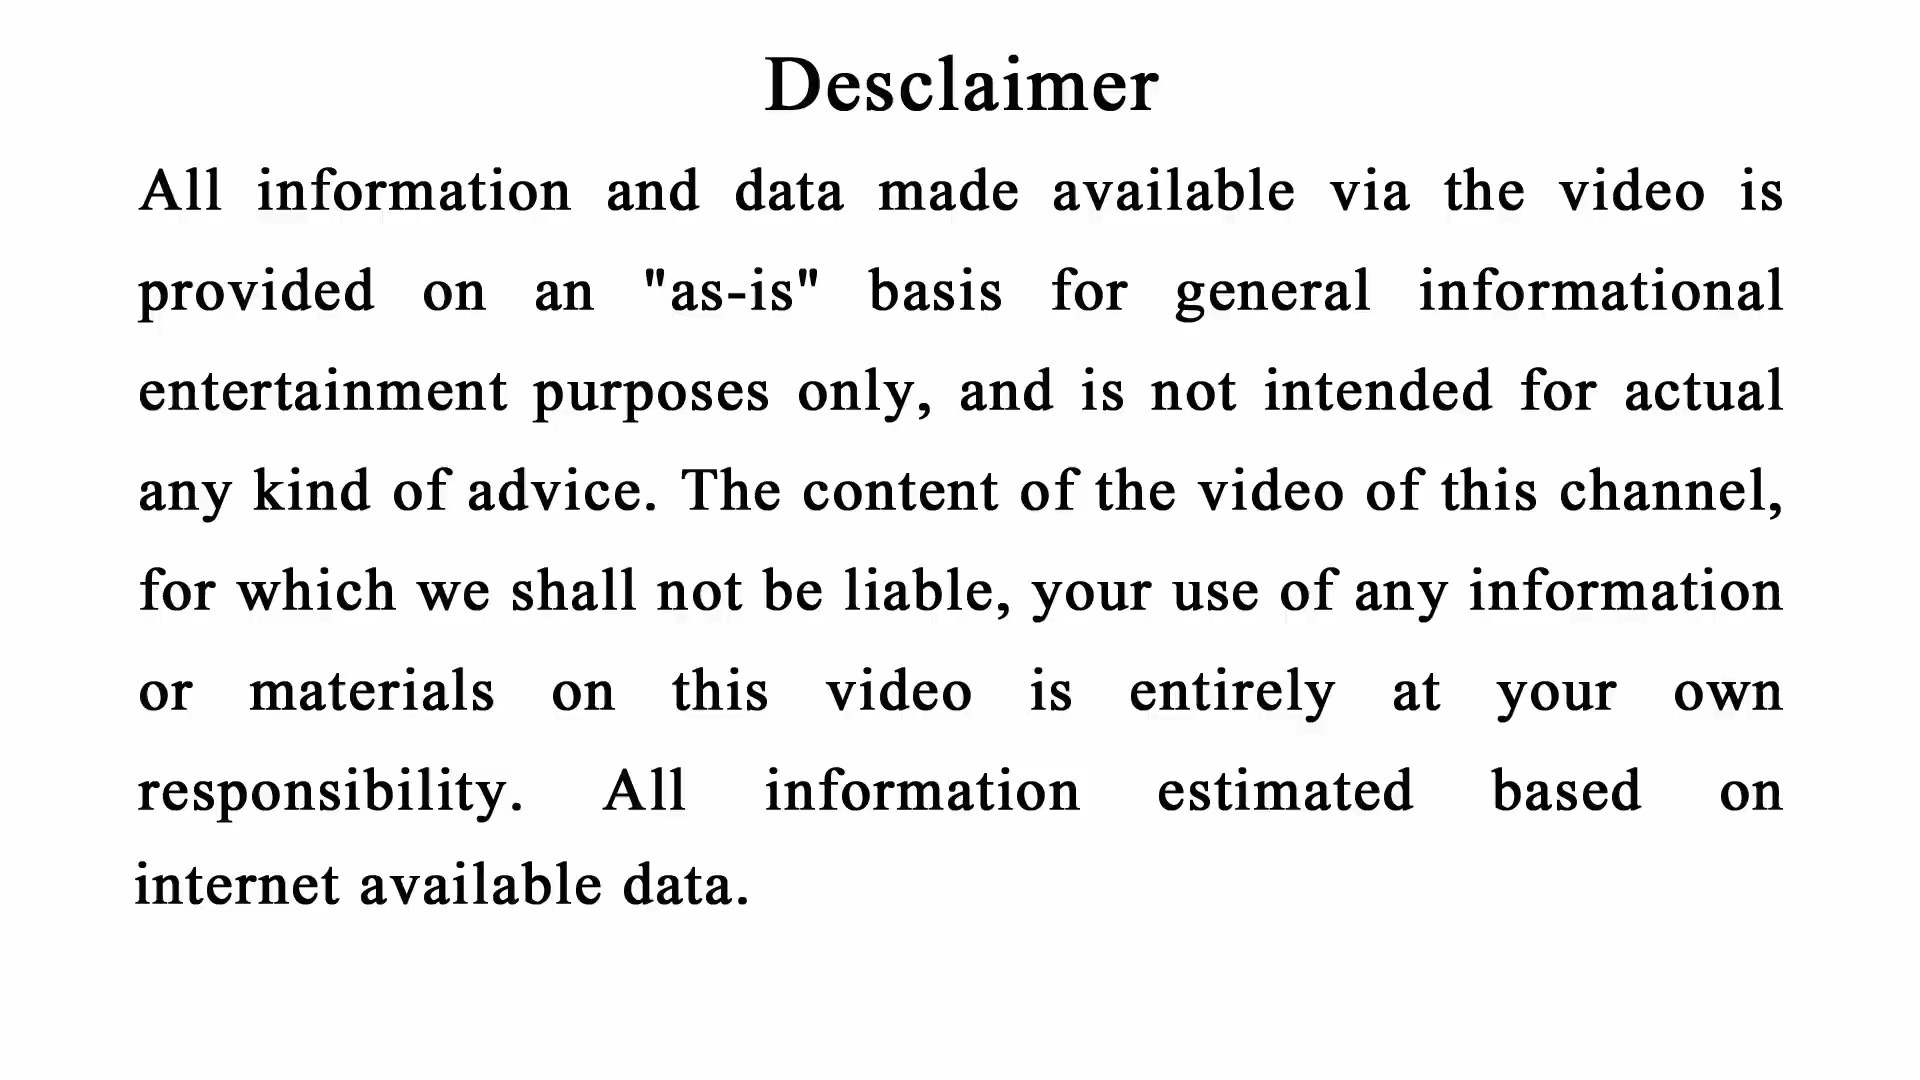 Desclaimer
All information and data made available via the video is
provided on an "as-is" basis for general informational
entertainment purposes only, and is not intended for actual
any kind of advice. The content of the video of this channel,
for which we shall not be liable, your use of any information
or materials on this video is entirely at your own
responsibility. All information estimated based on
internet available data.